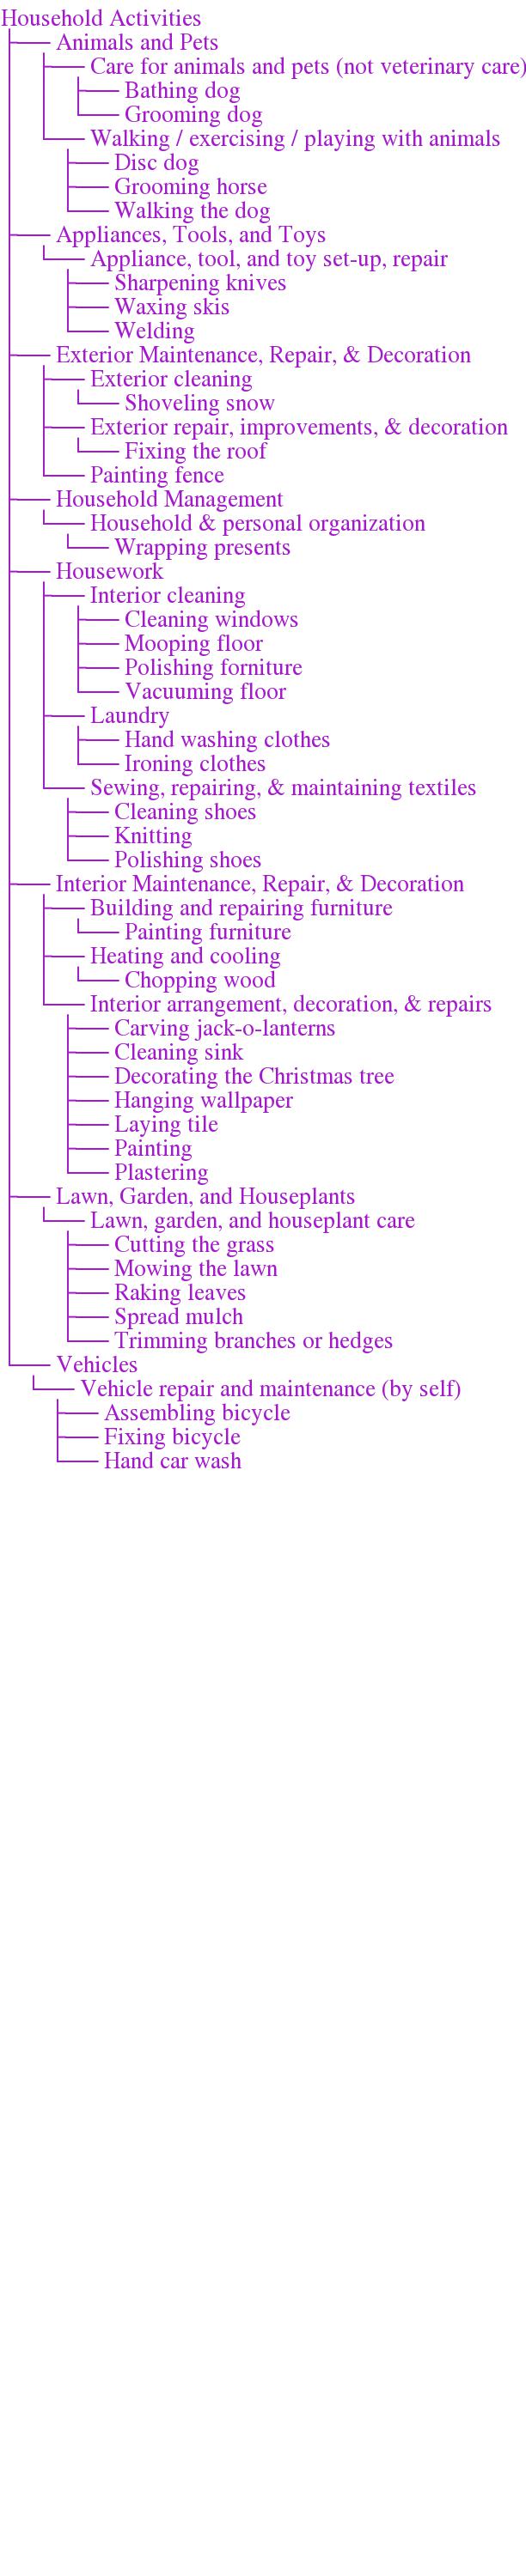 Household Activities
Animals and Pets
Care for animals and pets (not veterinary care)
Bathing dog
Grooming dog
Walking / exercising / playing with animals
Disc dog
Grooming horse
Walking the dog
Appliances, Tools, and Toys
Appliance, tool, and toy set-up, repair
Sharpening knives
Waxing skis
Welding
Exterior Maintenance, Repair, & Decoration
Exterior cleaning
Shoveling snow
Exterior repair, improvements, & decoration
Fixing the roof
Painting fence
Household Management
Household & personal organization
Wrapping presents
Housework
Interior cleaning
Cleaning windows
Mooping floor
Polishing forniture
Vacuuming floor
Laundry
Hand washing clothes
Ironing clothes
Sewing, repairing, & maintaining textiles
Cleaning shoes
Knitting
Polishing shoes
Interior Maintenance, Repair, & Decoration
Building and repairing furniture
Painting furniture
Heating and cooling
Chopping wood
Interior arrangement, decoration, & repairs
Carving jack-o-lanterns
Cleaning sink
Decorating the Christmas tree
Hanging wallpaper
Laying tile
Painting
Plastering
Lawn, Garden, and Houseplants
Lawn, garden, and houseplant care
Cutting the grass
Mowing the lawn
Raking leaves
Spread mulch
Trimming branches or hedges
Vehicles
Vehicle repair and maintenance (by self)
Assembling bicycle
Fixing bicycle
Hand car wash